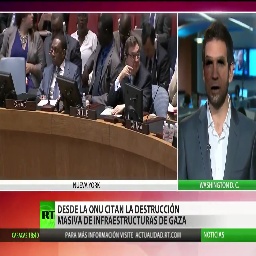 NUEVA YORK
WASHINGTON D. C.
RT
DESDE LA ONU CITAN LA DESTRUCCIÓN
MASIVA DE INFRAESTRUCTURAS DE GAZA
PARA MÁS INFORMACIÓN VISITE ACTUALIDAD.RT.COM
NOTICIAS